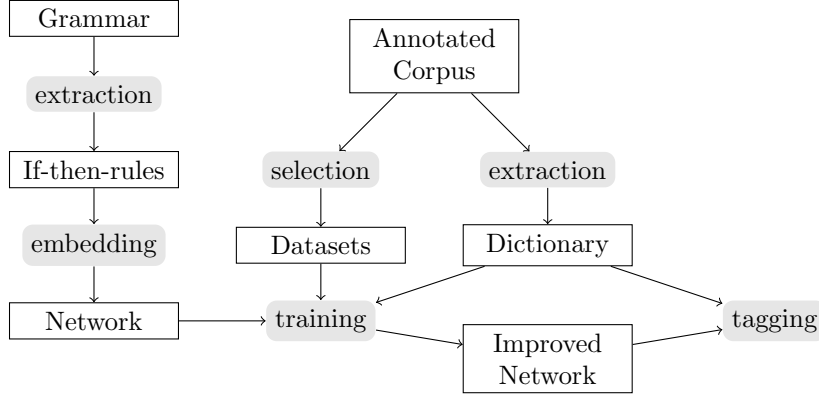 Grammar
Annotated
Corpus
extraction
If-then-rules
selection
extraction
embedding
Datasets
Dictionary
Network
training
Improved
Network
tagging